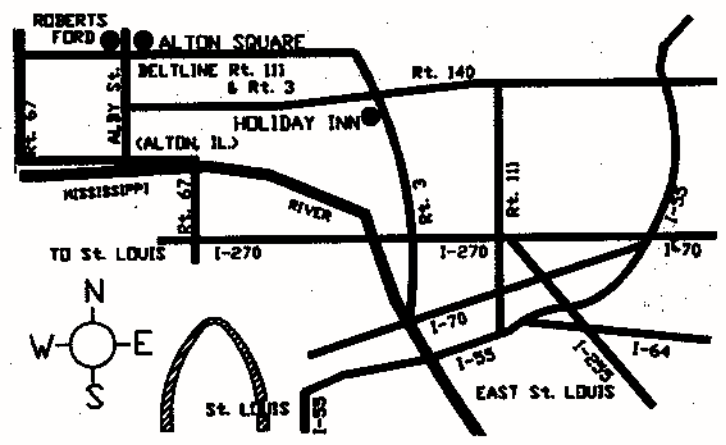 ROBERTS
FORD
ALTON SQUARE
BELTLINE Rt. 111
& Rt. 3
Rt. 140
ALBY St.
Rt. 67
HOLIDAY INN
(ALTON, IL.)
MISSISSIPPI
RIVER
Rt. 67
Rt. 3
Rt. 111
I-55
TO St. LOUIS
I-270
I-270
I-70
N
W
E
S
I-70
I-55
I-255
I-64
EAST St. LOUIS
St. LOUIS
I-55